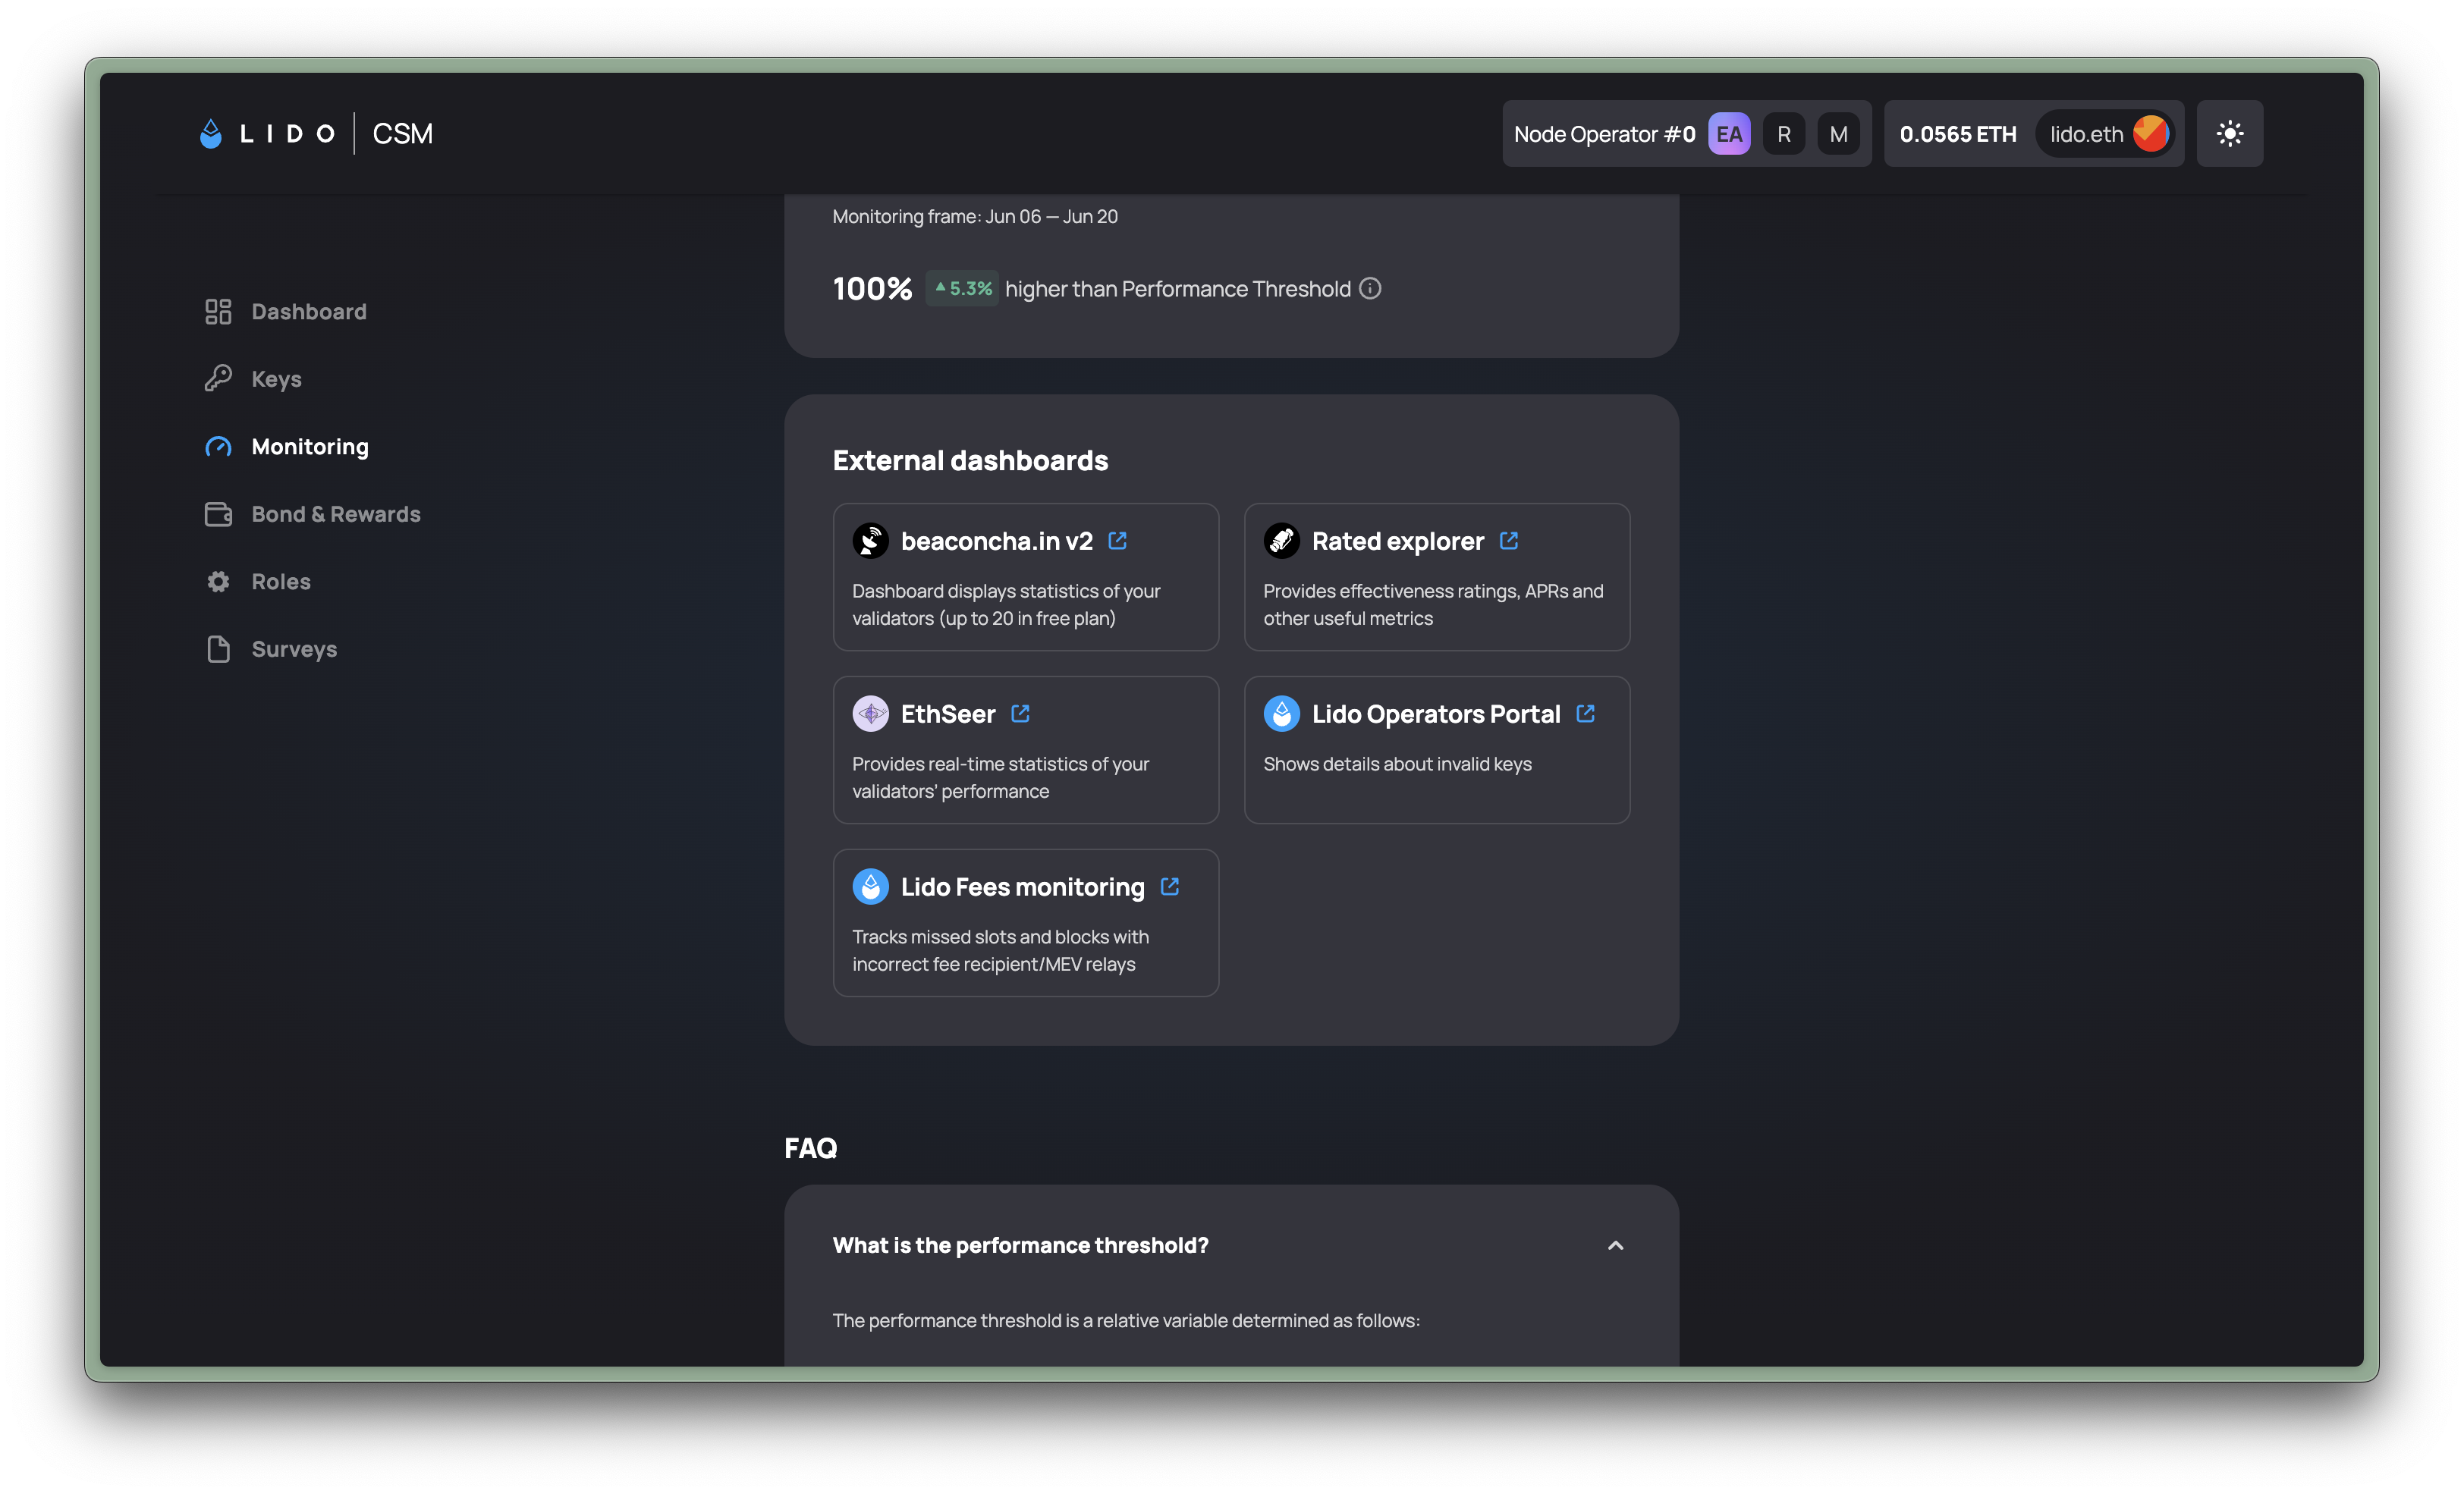 LIDO CSM
Node Operator #0 EA R M
0.0565 ETH lido.eth
Dashboard
Keys
Monitoring
Bond & Rewards
Roles
Surveys
Monitoring frame: Jun 06 — Jun 20
100% 5.3% higher than Performance Threshold
External dashboards
beaconcha.in v2
Dashboard displays statistics of your
validators (up to 20 in free plan)
Rated explorer
Provides effectiveness ratings, APRs and
other useful metrics
EthSeer
Provides real-time statistics of your
validators' performance
Lido Operators Portal
Shows details about invalid keys
Lido Fees monitoring
Tracks missed slots and blocks with
incorrect fee recipient/MEV relays
FAQ
What is the performance threshold?
The performance threshold is a relative variable determined as follows: